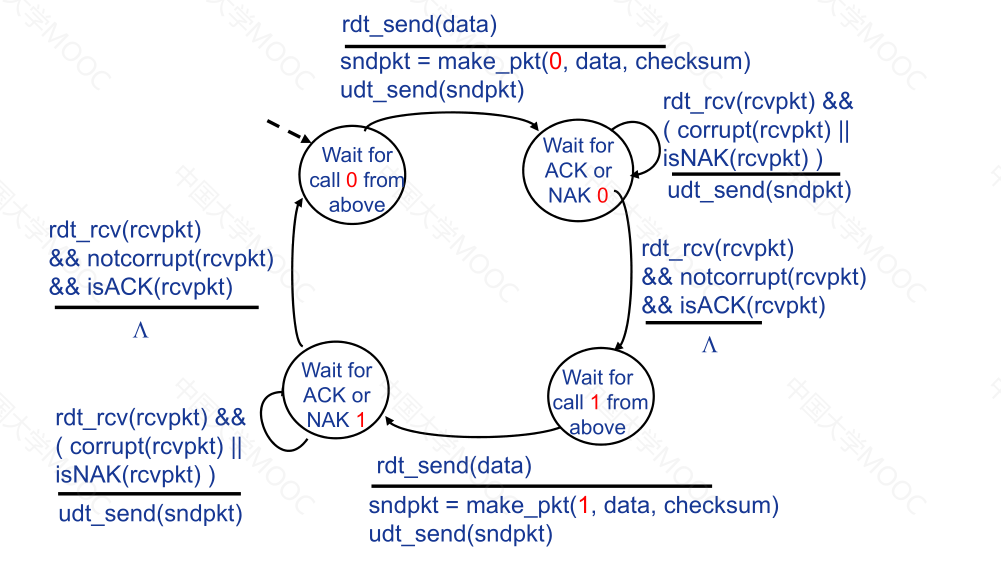 rdt_send(data)
sndpkt = make_pkt(0, data, checksum)
udt_send(sndpkt)
Wait for
call 0 from
above
Wait for
ACK or
NAK 0
rdt_rcv(rcvpkt) &&
( corrupt(rcvpkt) ||
isNAK(rcvpkt) )
udt_send(sndpkt)
rdt_rcv(rcvpkt)
&& notcorrupt(rcvpkt)
&& isACK(rcvpkt)
Λ
rdt_rcv(rcvpkt)
&& notcorrupt(rcvpkt)
&& isACK(rcvpkt)
Λ
Wait for
ACK or
NAK 1
Wait for
call 1 from
above
rdt_rcv(rcvpkt) &&
( corrupt(rcvpkt) ||
isNAK(rcvpkt) )
udt_send(sndpkt)
rdt_send(data)
sndpkt = make_pkt(1, data, checksum)
udt_send(sndpkt)
中国大学MOOC